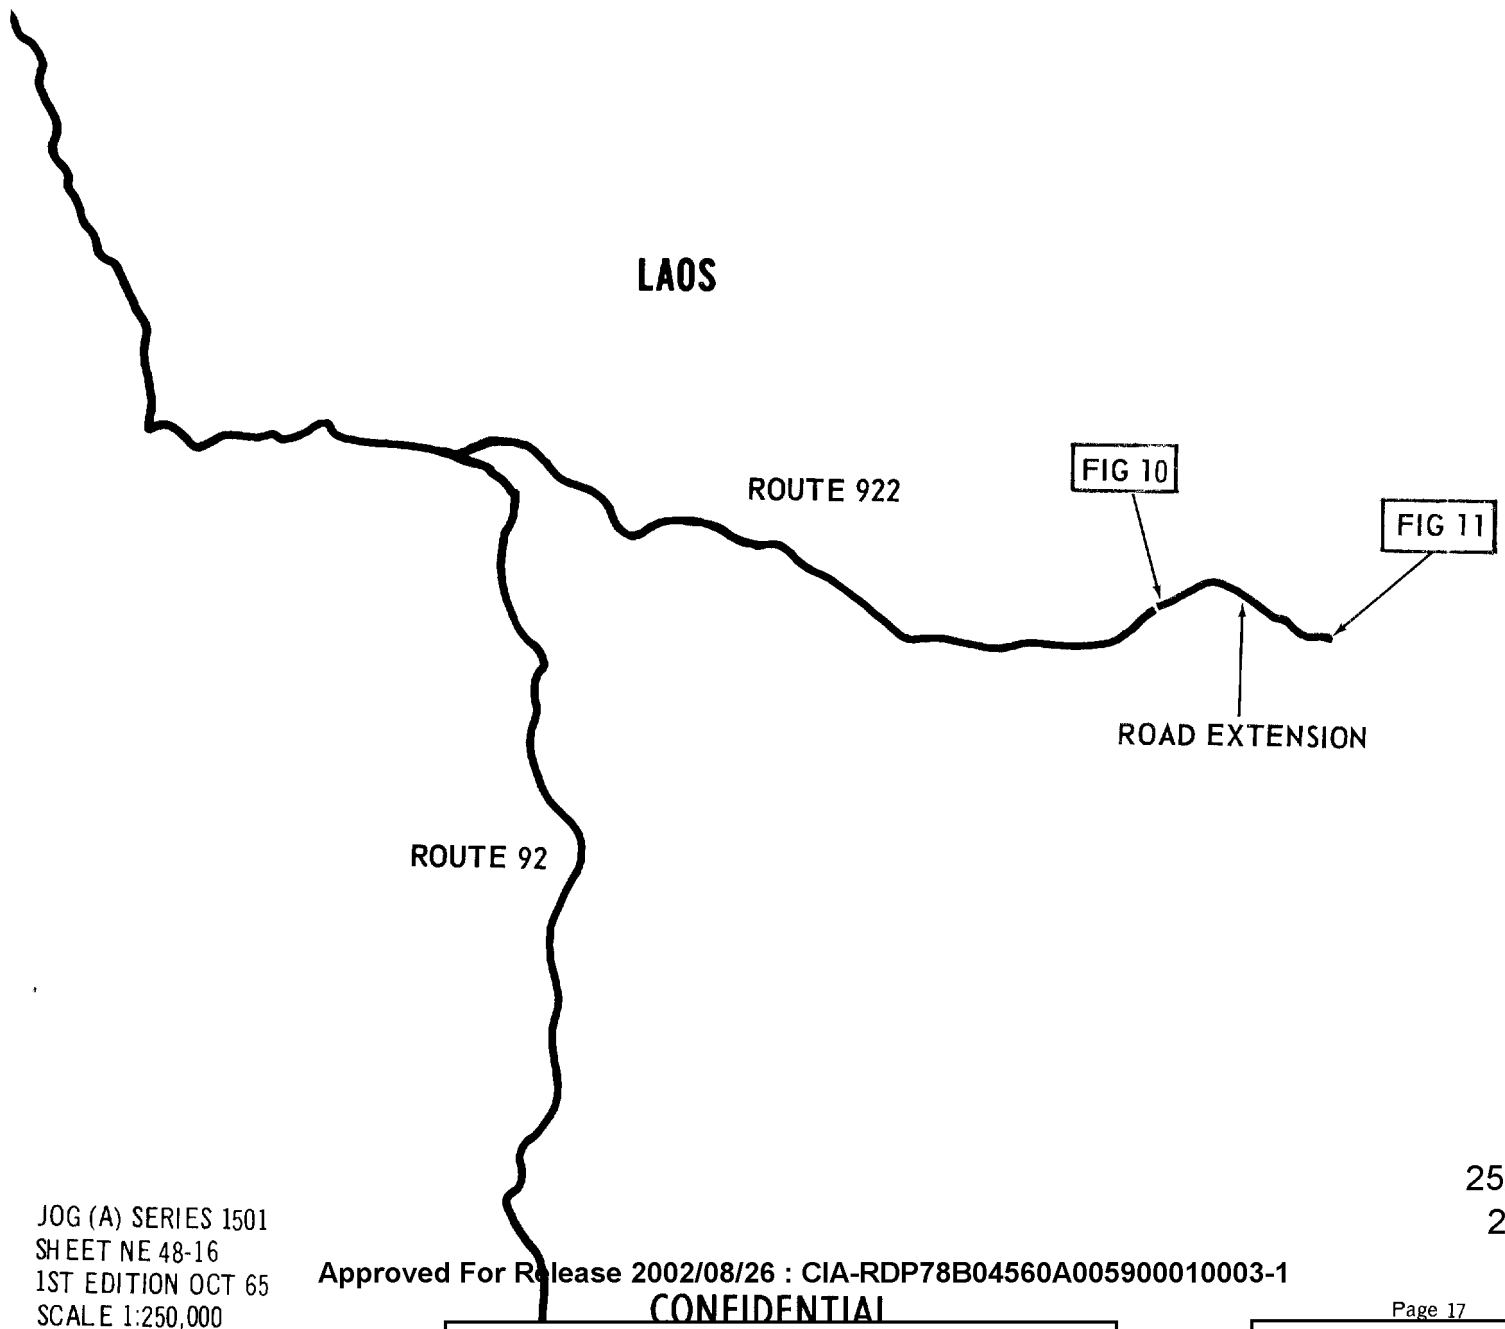 LAOS
FIG 10
ROUTE 922
FIG 11
ROAD EXTENSION
ROUTE 92
25
2
JOG (A) SERIES 1501
SHEET NE 48-16
1ST EDITION OCT 65
SCALE 1:250,000
Approved For Release 2002/08/26 : CIA-RDP78B04560A005900010003-1
CONFIDENTIAL
Page 17